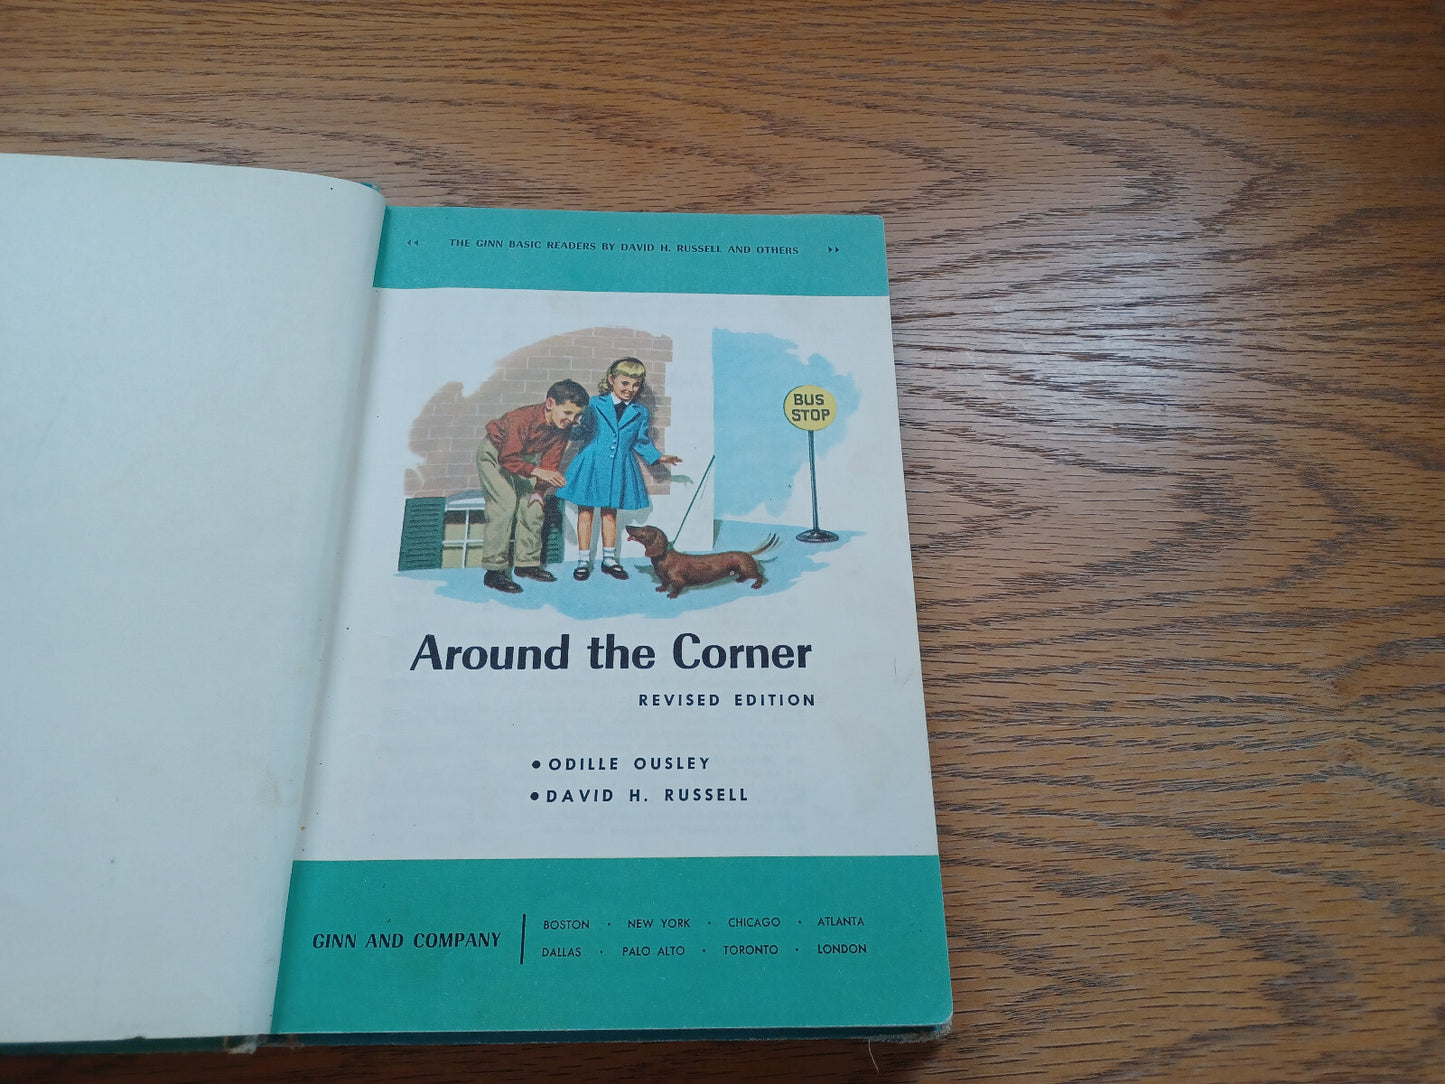 THE GINN BASIC READERS BY DAVID H. RUSSELL AND OTHERS
BUS
STOP
Around the Corner
REVISED EDITION
• ODILLE OUSLEY
• DAVID H. RUSSELL
GINN AND COMPANY
BOSTON · NEW YORK · CHICAGO · ATLANTA
DALLAS · PALO ALTO · TORONTO · LONDON